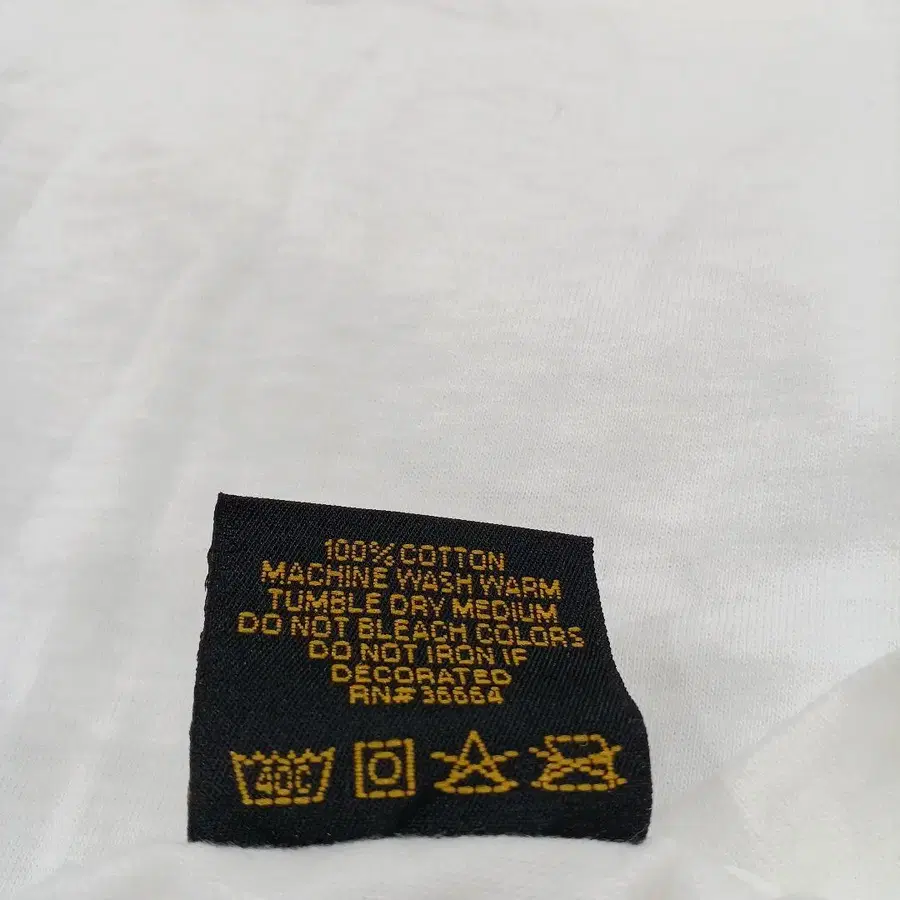 100% COTTON
MACHINE WASH WARM
TUMBLE DRY MEDIUM
DO NOT BLEACH COLORS
DO NOT IRON IF
DECORATED
RN#36664
40C